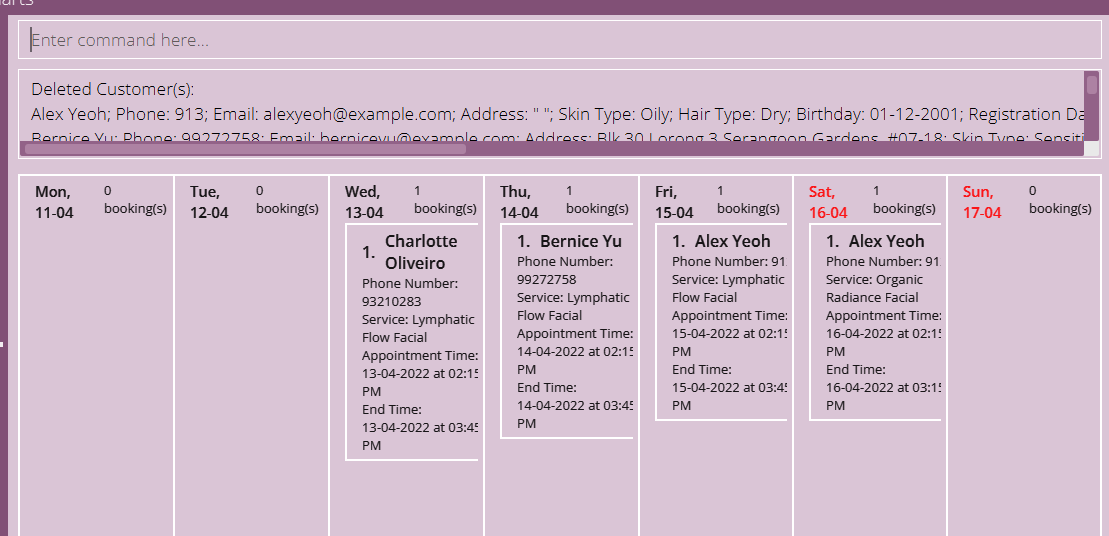 Enter command here...
Deleted Customer(s):
Alex Yeoh; Phone: 913; Email: alexyeoh@example.com; Address: " "; Skin Type: Oily; Hair Type: Dry; Birthday: 01-12-2001; Registration Da
Bernice Yu; Phone: 99272758; Email: berniceyu@example.com; Address: Blk 30 Lorong 3 Serangoon Gardens, #07-18; Skin Type: Sensiti
Mon,
11-04
0
booking(s)
Tue,
12-04
0
booking(s)
Wed,
13-04
1
booking(s)
1. Charlotte
Oliveiro
Phone Number:
93210283
Service: Lymphatic
Flow Facial
Appointment Time:
13-04-2022 at 02:15
PM
End Time:
13-04-2022 at 03:45
PM
Thu,
14-04
1
booking(s)
1. Bernice Yu
Phone Number:
99272758
Service: Lymphatic
Flow Facial
Appointment Time:
14-04-2022 at 02:15
PM
End Time:
14-04-2022 at 03:45
PM
Fri,
15-04
1
booking(s)
1. Alex Yeoh
Phone Number: 91
Service: Lymphatic
Flow Facial
Appointment Time:
15-04-2022 at 02:15
PM
End Time:
15-04-2022 at 03:45
PM
Sat,
16-04
1
booking(s)
1. Alex Yeoh
Phone Number: 91
Service: Organic
Radiance Facial
Appointment Time:
16-04-2022 at 02:15
PM
End Time:
16-04-2022 at 03:15
PM
Sun,
17-04
0
booking(s)